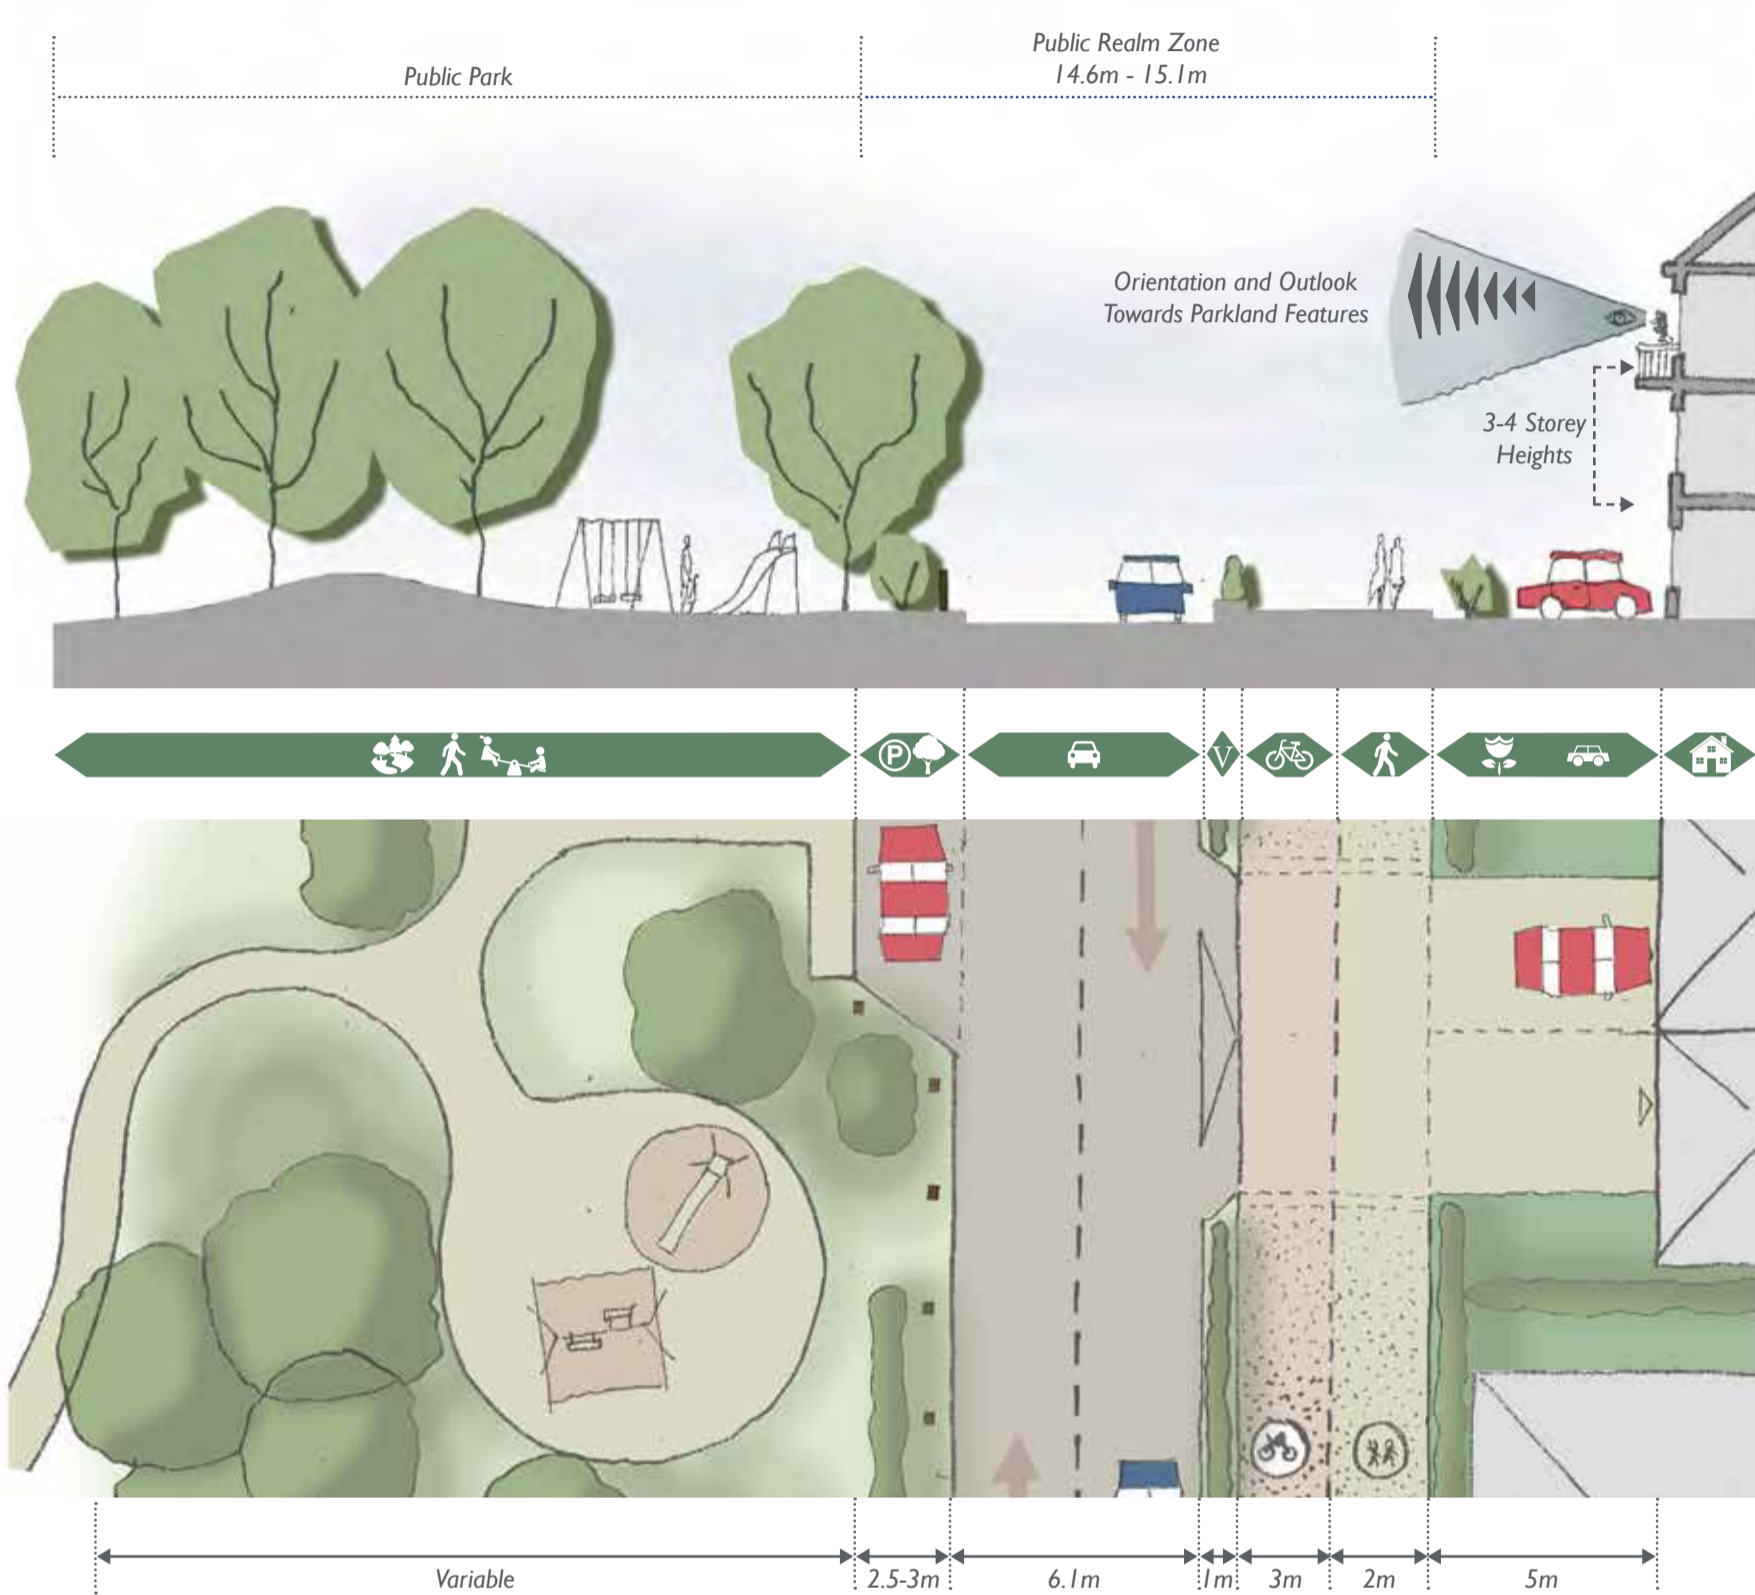 Public Realm Zone
14.6m - 15.1m
Public Park
Orientation and Outlook
Towards Parkland Features
3-4 Storey
Heights
P
V
Variable
2.5-3m
6.1m
1m
3m
2m
5m